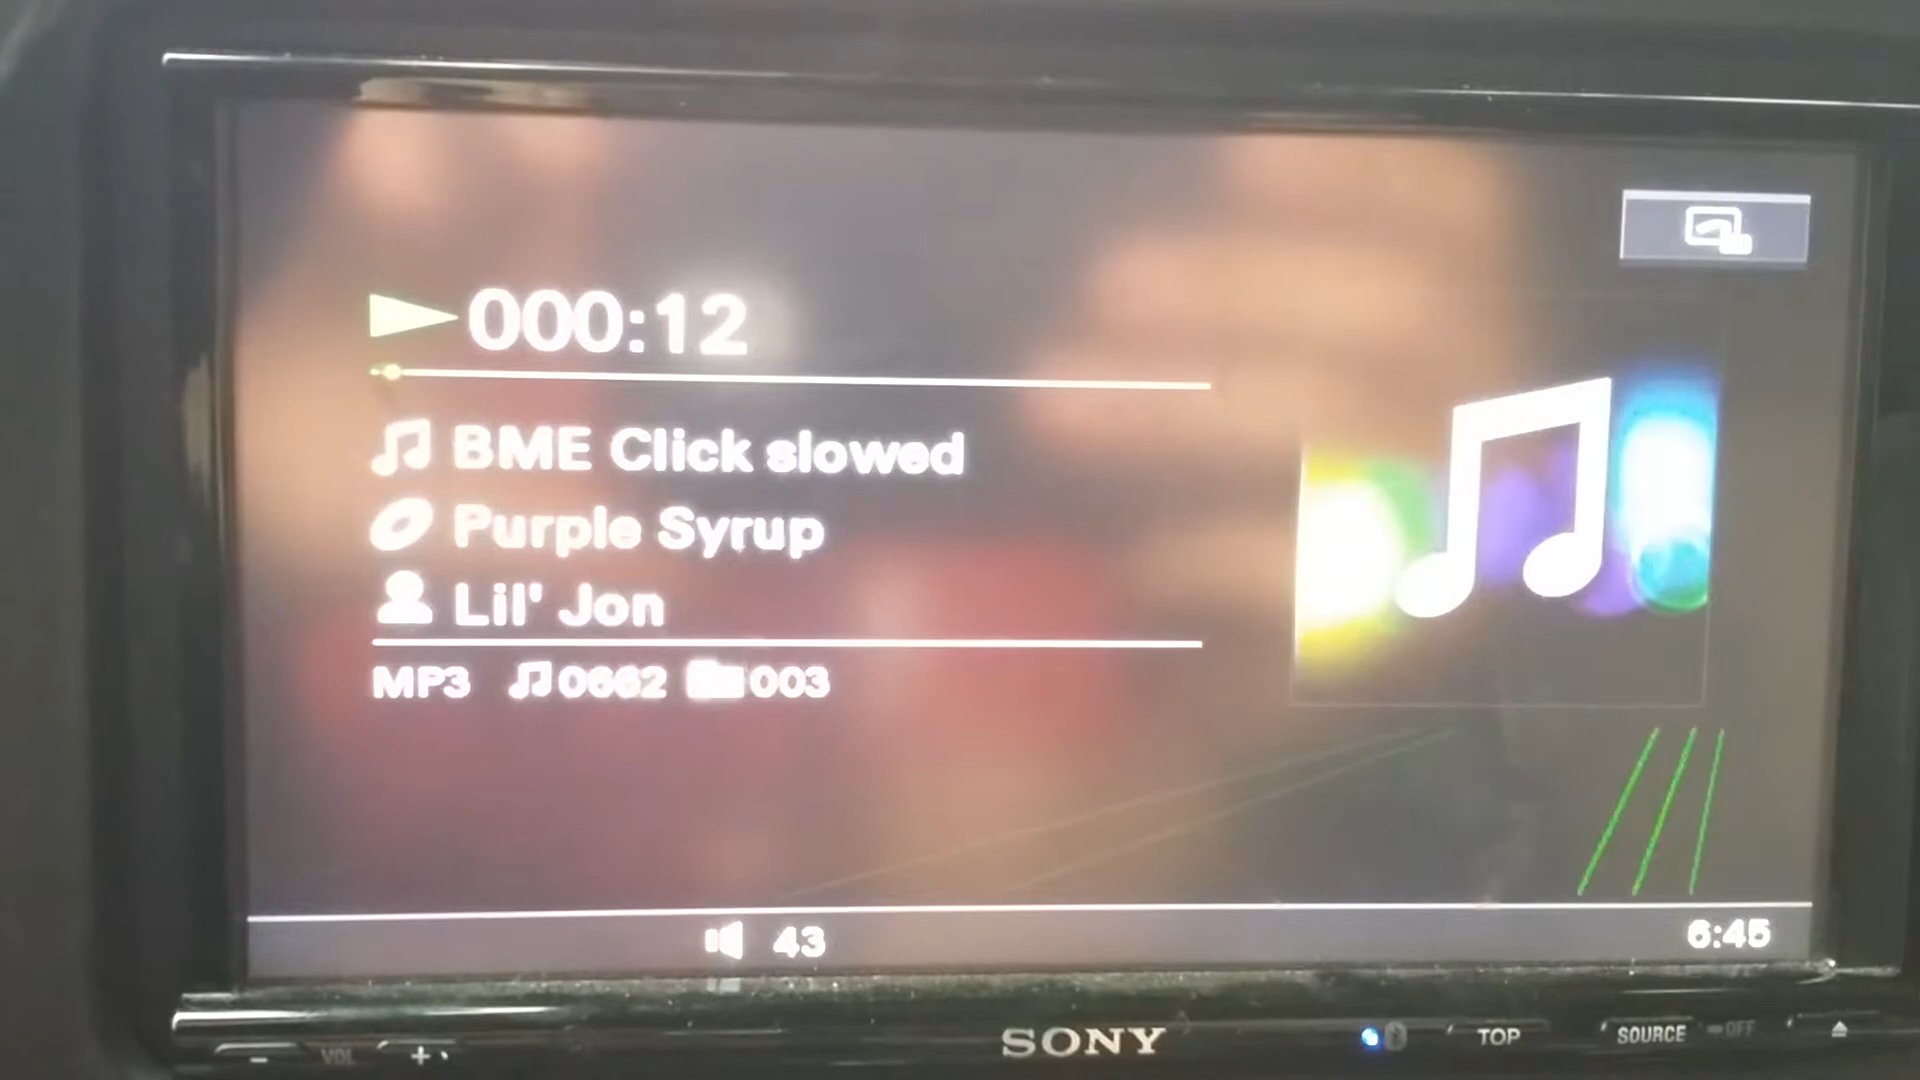 000:12
BME Click slowed
Purple Syrup
Lil' Jon
MP3 0662 003
43 6:45
SONY
- VOL + TOP SOURCE OFF